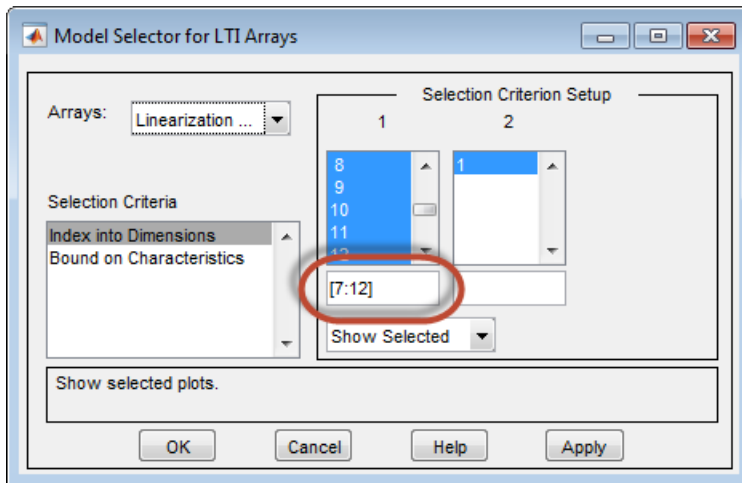 Model Selector for LTI Arrays
Selection Criterion Setup
Arrays:
Linearization ...
1 2
8
9
10
11
12
1
Selection Criteria
Index into Dimensions
Bound on Characteristics
[7:12]
Show Selected
Show selected plots.
OK Cancel Help Apply